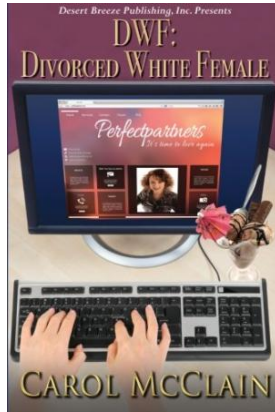 Desert Breeze Publishing, Inc. Presents
DWF:
DIVORCED WHITE FEMALE
Perfectpartners
It's time to love again
CAROL MCCLAIN